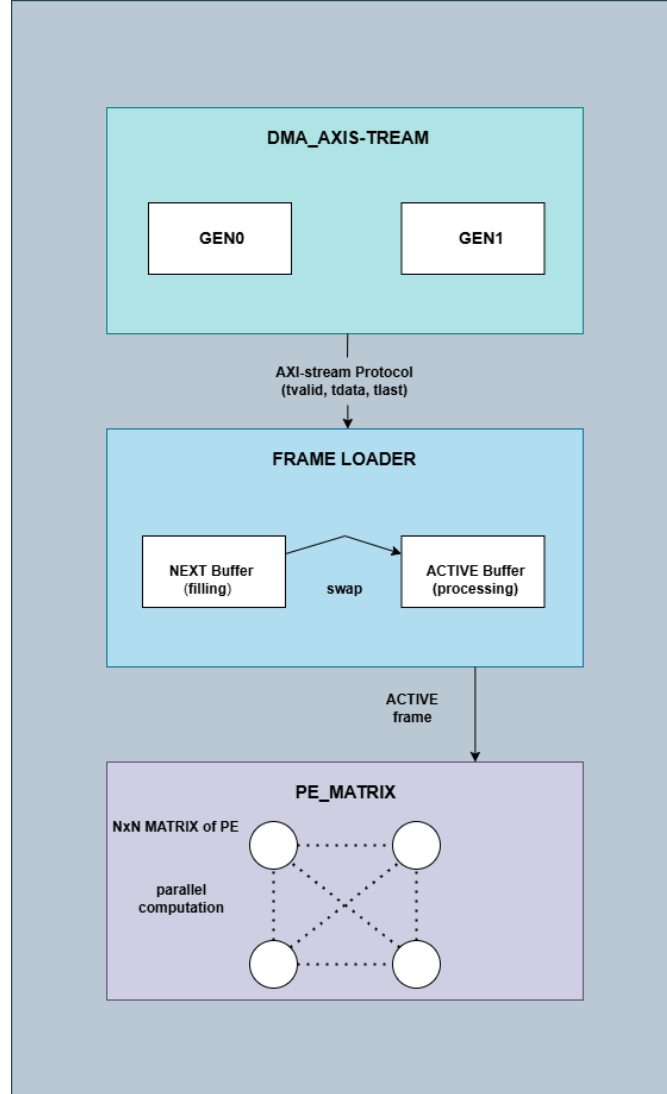 DMA_AXIS-TREAM
GEN0
GEN1
AXI-stream Protocol
(tvalid, tdata, tlast)
FRAME LOADER
NEXT Buffer
(filling)
swap
ACTIVE Buffer
(processing)
ACTIVE
frame
PE_MATRIX
NxN MATRIX of PE
parallel
computation